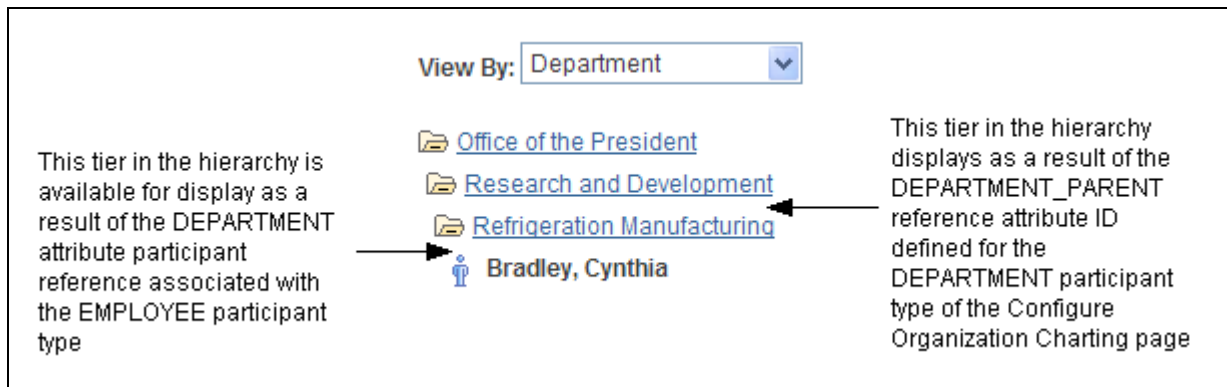 View By: Department
Office of the President
Research and Development
Refrigeration Manufacturing
Bradley, Cynthia
This tier in the hierarchy is
available for display as a
result of the DEPARTMENT
attribute participant
reference associated with
the EMPLOYEE participant
type
This tier in the hierarchy
displays as a result of the
DEPARTMENT_PARENT
reference attribute ID
defined for the
DEPARTMENT participant
type of the Configure
Organization Charting page